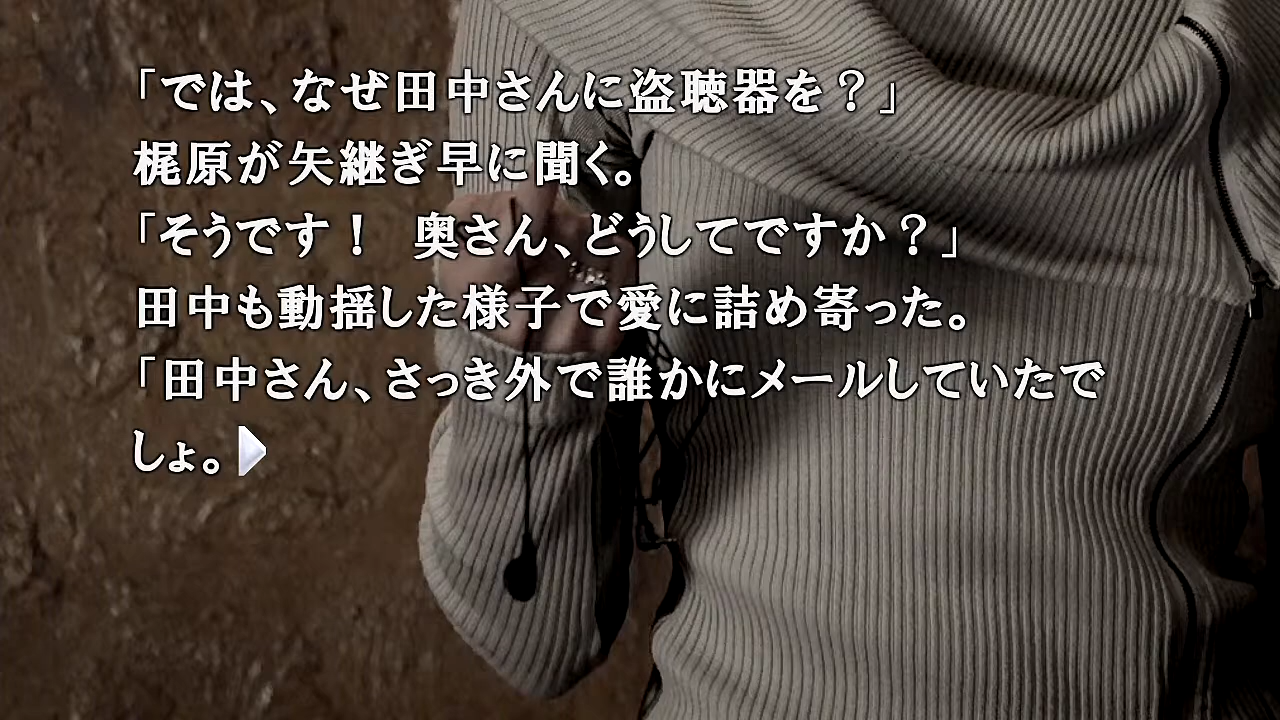 「では、なぜ田中さんに盗聴器を？」
梶原が矢継ぎ早に聞く。
「そうです！　奥さん、どうしてですか？」
田中も動揺した様子で愛に詰め寄った。
「田中さん、さっき外で誰かにメールしていたで
しょ。